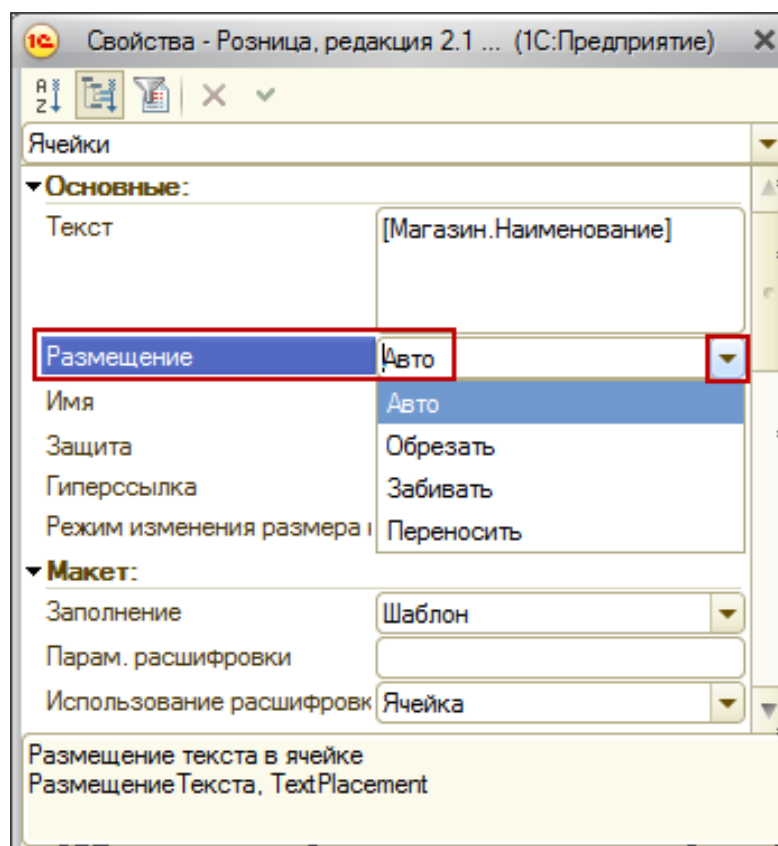 1С Свойства - Розница, редакция 2.1 ... (1С:Предприятие)
Ячейки
Основные:
Текст [Магазин.Наименование]
Размещение Авто
Имя Авто
Защита Обрезать
Гиперссылка Забивать
Режим изменения размера Переносить
Макет:
Заполнение Шаблон
Парам. расшифровки
Использование расшифровк Ячейка
Размещение текста в ячейке
РазмещениеТекста, TextPlacement